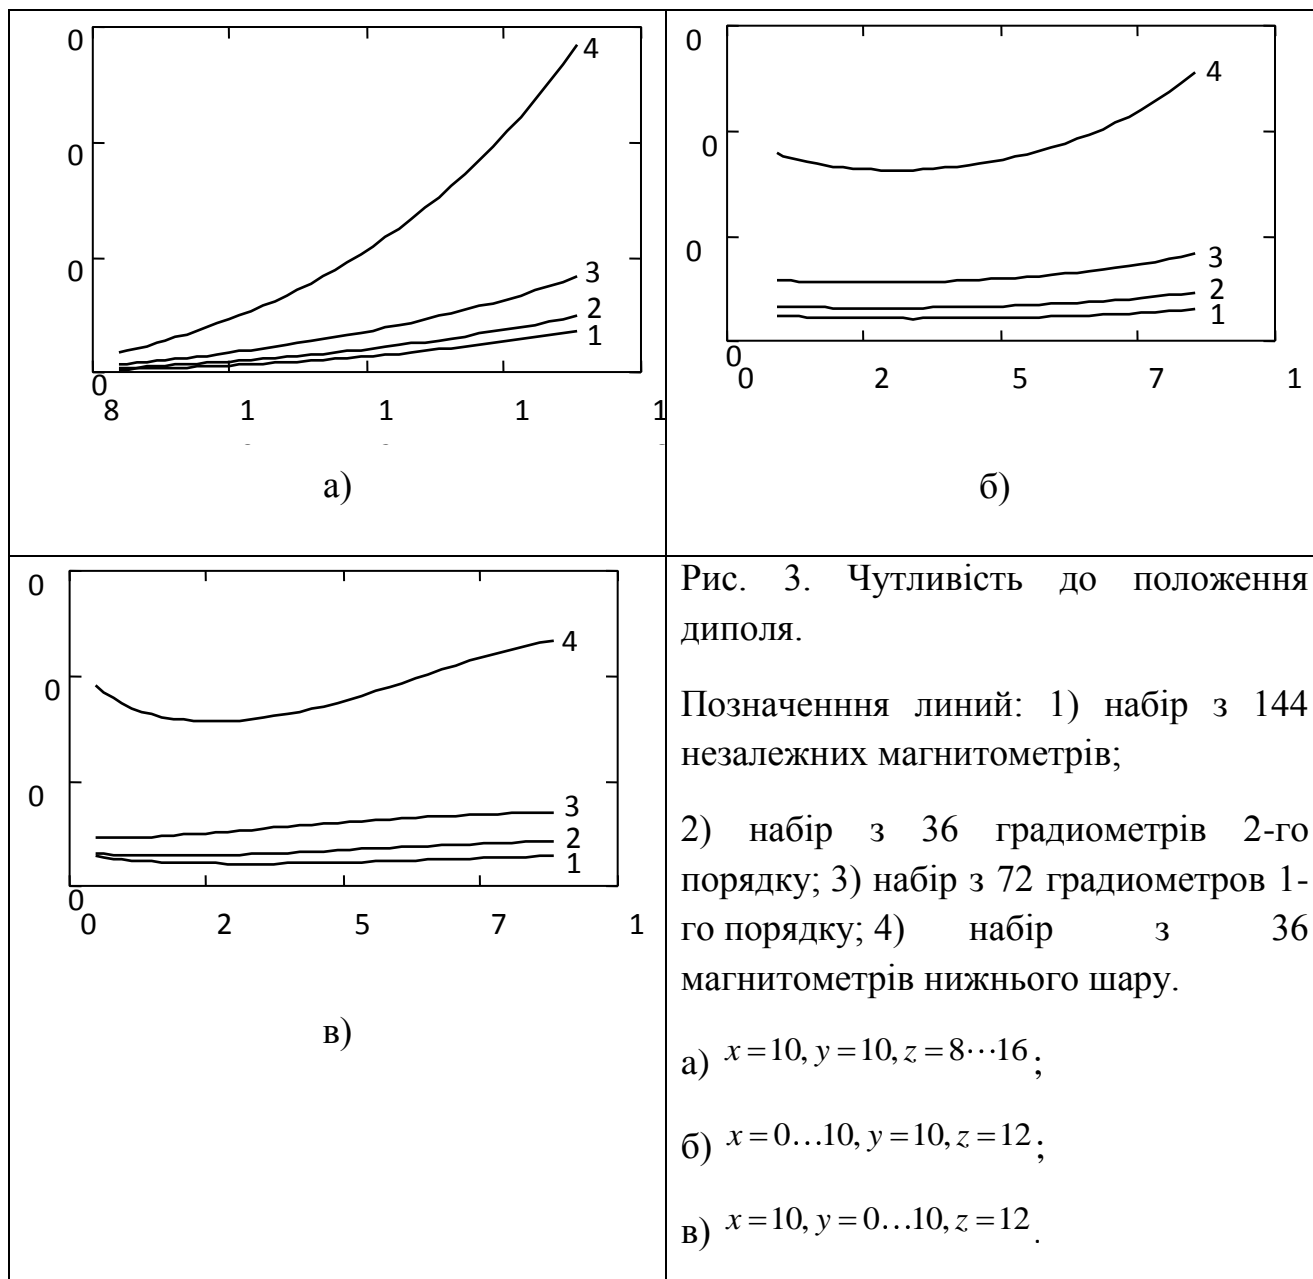 0
4
0
0
3
2
1
0
8 1 1 1 1
а)
0
4
0
0
3
2
1
0
0 2 5 7 1
б)
0
4
0
0
3
2
1
0
0 2 5 7 1
в)
Рис. 3. Чутливість до положення
диполя.
Позначенння линий: 1) набір з 144
незалежних магнитометрів;
2) набір з 36 градиометрів 2-го
порядку; 3) набір з 72 градиометров 1-
го порядку; 4) набір з 36
магнитометрів нижнього шару.
а) x = 10, y = 10, z = 8⋯16;
б) x = 0…10, y = 10, z = 12;
в) x = 10, y = 0…10, z = 12.